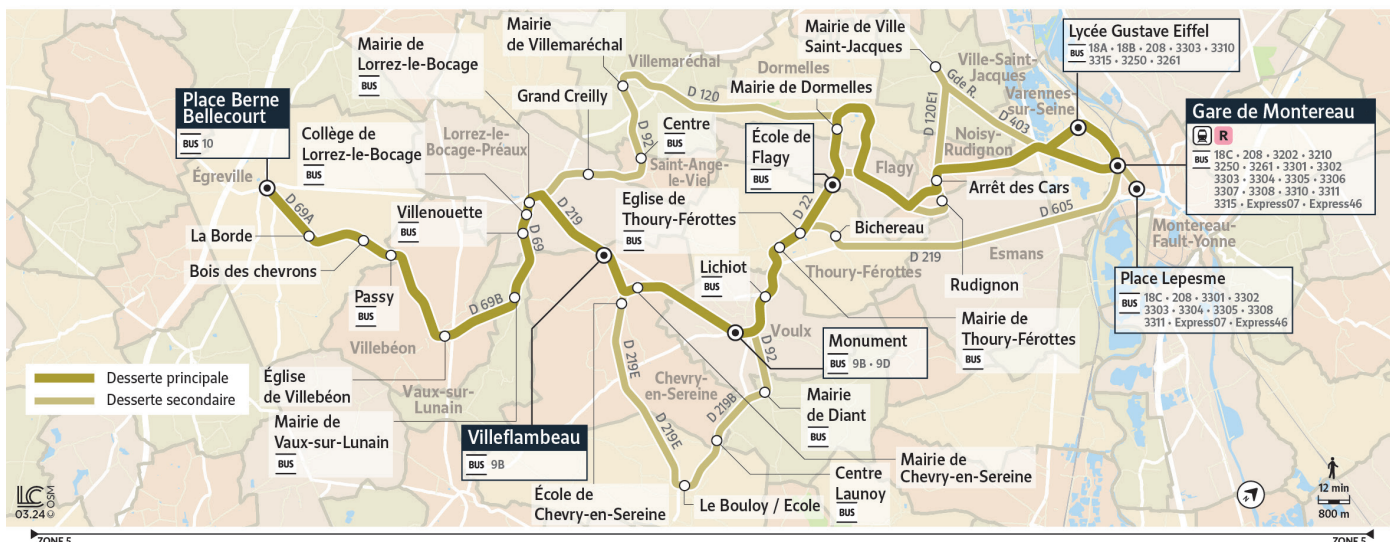 Mairie
de Villemaréchal
Mairie de Ville
Saint-Jacques
Lycée Gustave Eiffel
BUS 18A • 18B • 208 • 3303 • 3310
3315 • 3250 • 3261
Mairie de
Lorrez-le-Bocage
BUS
Villemaréchal
Dormelles
Mairie de Dormelles
Ville-Saint-
Jacques
Varennes-
sur-Seine
Gde R.
D 120
D 120E1
D 403
Place Berne
Bellecourt
BUS 10
Grand Creilly
Centre
BUS
D 92
Saint-Ange-
le-Viel
École de
Flagy
BUS
Flagy
Noisy-
Rudignon
Gare de Montereau
R
BUS 18C • 208 • 3202 • 3210
3250 • 3261 • 3301 • 3302
3303 • 3304 • 3305 • 3306
3307 • 3308 • 3310 • 3311
3315 • Express07 • Express46
Collège de
Lorrez-le-Bocage
BUS
Lorrez-le-
Bocage-Préaux
Égreville
D 69A
Villenouette
BUS
D 219
D 69
Eglise de
Thoury-Férottes
BUS
D 22
Arrêt des Cars
D 605
Bichereau
D 219
Esmans
Montereau-
Fault-Yonne
La Borde
Bois des chevrons
Passy
BUS
D 69B
Lichiot
BUS
Thoury-Férottes
Rudignon
Place Lepesme
BUS 18C • 208 • 3301 • 3302
3303 • 3304 • 3305 • 3308
3311 • Express07 • Express46
Villebéon
Voulx
D 92
Monument
BUS 9B • 9D
Mairie de
Thoury-Férottes
BUS
Desserte principale
Desserte secondaire
Église
de Villebéon
Vaux-sur-
Lunain
D 219E
Chevry-
en-Sereine
D 219B
Mairie
de Diant
BUS
Mairie de
Vaux-sur-Lunain
BUS
Villeflambeau
BUS 9B
D 219E
Mairie de
Chevry-en-Sereine
Centre
Launoy
BUS
École de
Chevry-en-Sereine
Le Bouloy / Ecole
LC
03.24 © OSM
12 min
800 m
ZONE 5
ZONE 5